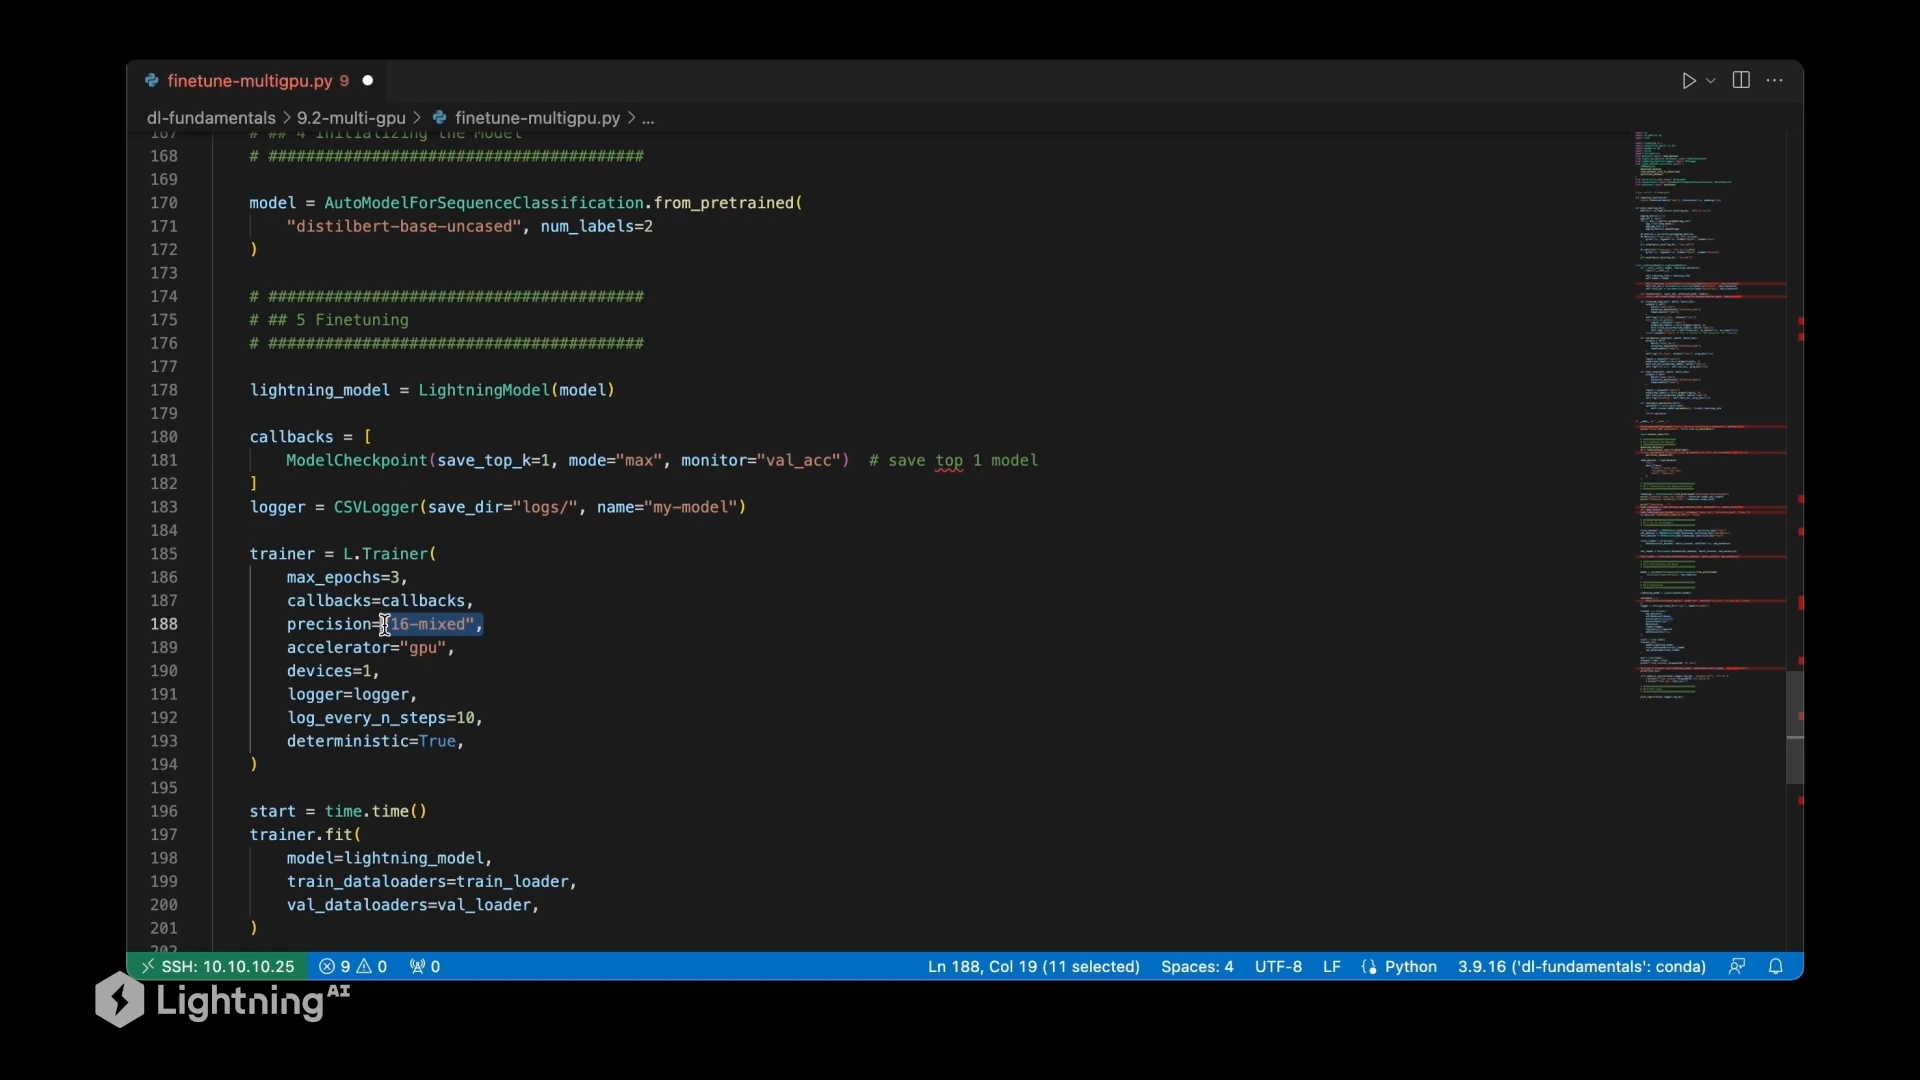 finetune-multigpu.py 9
dl-fundamentals > 9.2-multi-gpu > finetune-multigpu.py > ...
167 # ## 4 Initializing the Model
168 # ########################################
169
170 model = AutoModelForSequenceClassification.from_pretrained(
171 "distilbert-base-uncased", num_labels=2
172 )
173
174 # ########################################
175 # ## 5 Finetuning
176 # ########################################
177
178 lightning_model = LightningModel(model)
179
180 callbacks = [
181 ModelCheckpoint(save_top_k=1, mode="max", monitor="val_acc")  # save top 1 model
182 ]
183 logger = CSVLogger(save_dir="logs/", name="my-model")
184
185 trainer = L.Trainer(
186 max_epochs=3,
187 callbacks=callbacks,
188 precision="16-mixed",
189 accelerator="gpu",
190 devices=1,
191 logger=logger,
192 log_every_n_steps=10,
193 deterministic=True,
194 )
195
196 start = time.time()
197 trainer.fit(
198 model=lightning_model,
199 train_dataloaders=train_loader,
200 val_dataloaders=val_loader,
201 )
202
SSH: 10.10.10.25 9 0 0 Ln 188, Col 19 (11 selected) Spaces: 4 UTF-8 LF Python 3.9.16 ('dl-fundamentals': conda)
Lightning AI